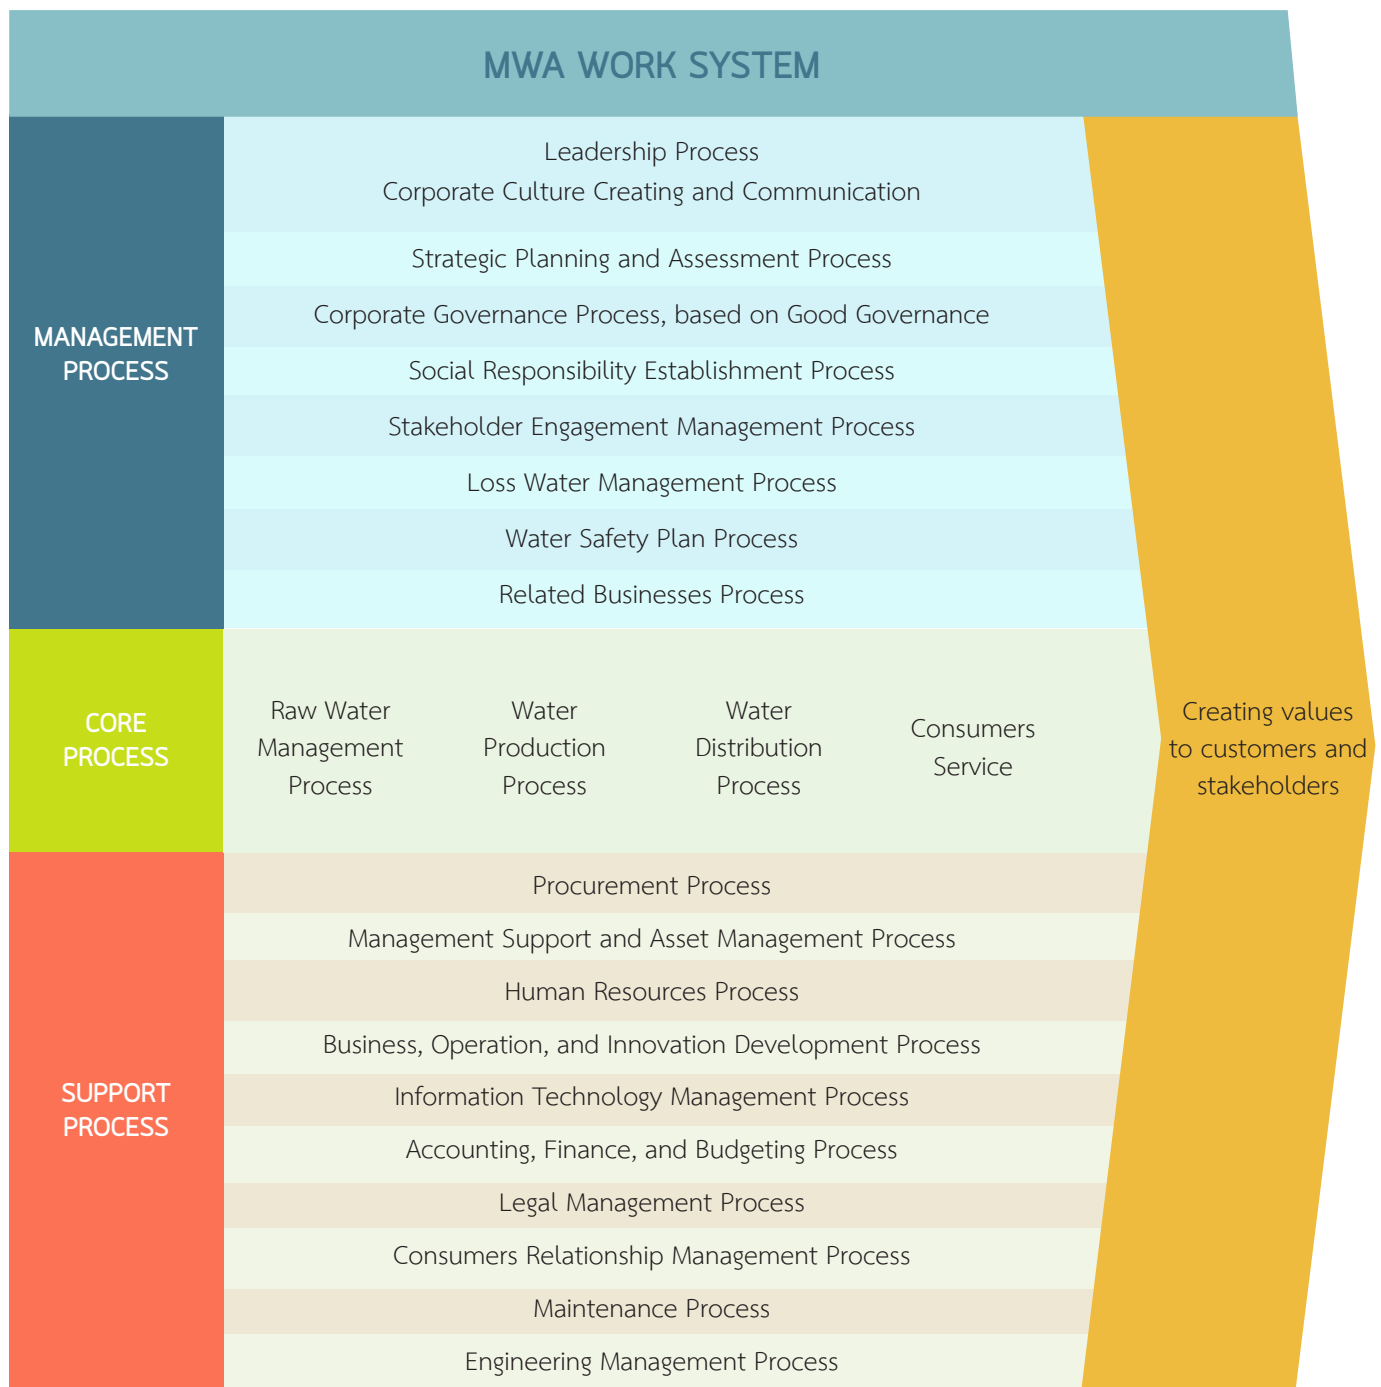 MWA WORK SYSTEM
MANAGEMENT
PROCESS
Leadership Process
Corporate Culture Creating and Communication
Strategic Planning and Assessment Process
Corporate Governance Process, based on Good Governance
Social Responsibility Establishment Process
Stakeholder Engagement Management Process
Loss Water Management Process
Water Safety Plan Process
Related Businesses Process
CORE
PROCESS
Raw Water
Management
Process
Water
Production
Process
Water
Distribution
Process
Consumers
Service
Creating values
to customers and
stakeholders
SUPPORT
PROCESS
Procurement Process
Management Support and Asset Management Process
Human Resources Process
Business, Operation, and Innovation Development Process
Information Technology Management Process
Accounting, Finance, and Budgeting Process
Legal Management Process
Consumers Relationship Management Process
Maintenance Process
Engineering Management Process